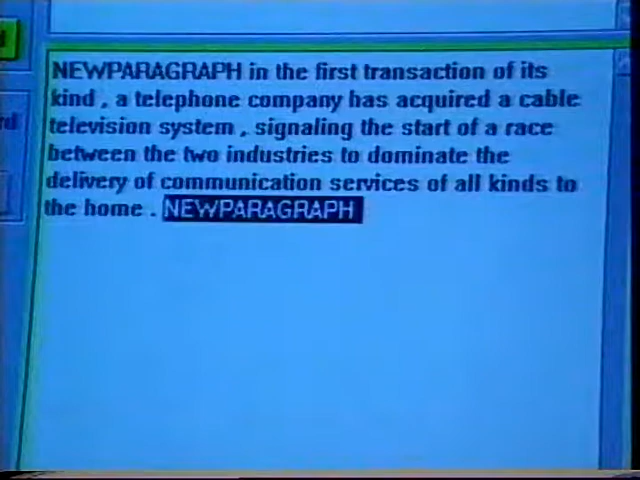 NEWPARAGRAPH in the first transaction of its
kind , a telephone company has acquired a cable
television system , signaling the start of a race
between the two industries to dominate the
delivery of communication services of all kinds to
the home . NEWPARAGRAPH